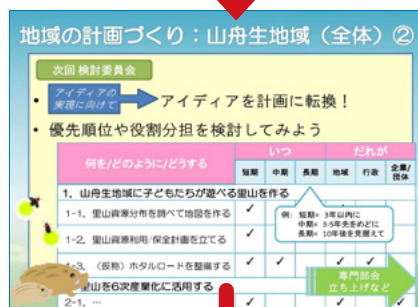 地域の計画づくり：山舟生地域（全体）②
次回 検討委員会
・ アイディアの
実現に向けて
アイディアを計画に転換！
・ 優先順位や役割分担を検討してみよう
何を/どのように/どうする
いつ
だれが
短期 中期 長期 地域 行政 企業/団体
1，山舟生地域に子どもたちが遊べる里山を作る
1-1，里山資源分布を調べて地図を作る ✓
1-2，里山資源利用/保全計画を立てる ✓
例： 短期= 3年以内に
中期= 3-5年先をめどに
長期= 10年後を見据えて
-3，（仮称）ホタルロードを整備する ✓ ✓ ✓ ✓
里山を6次産業化に活用する
2-1，… ✓
専門部会
立ち上げなど